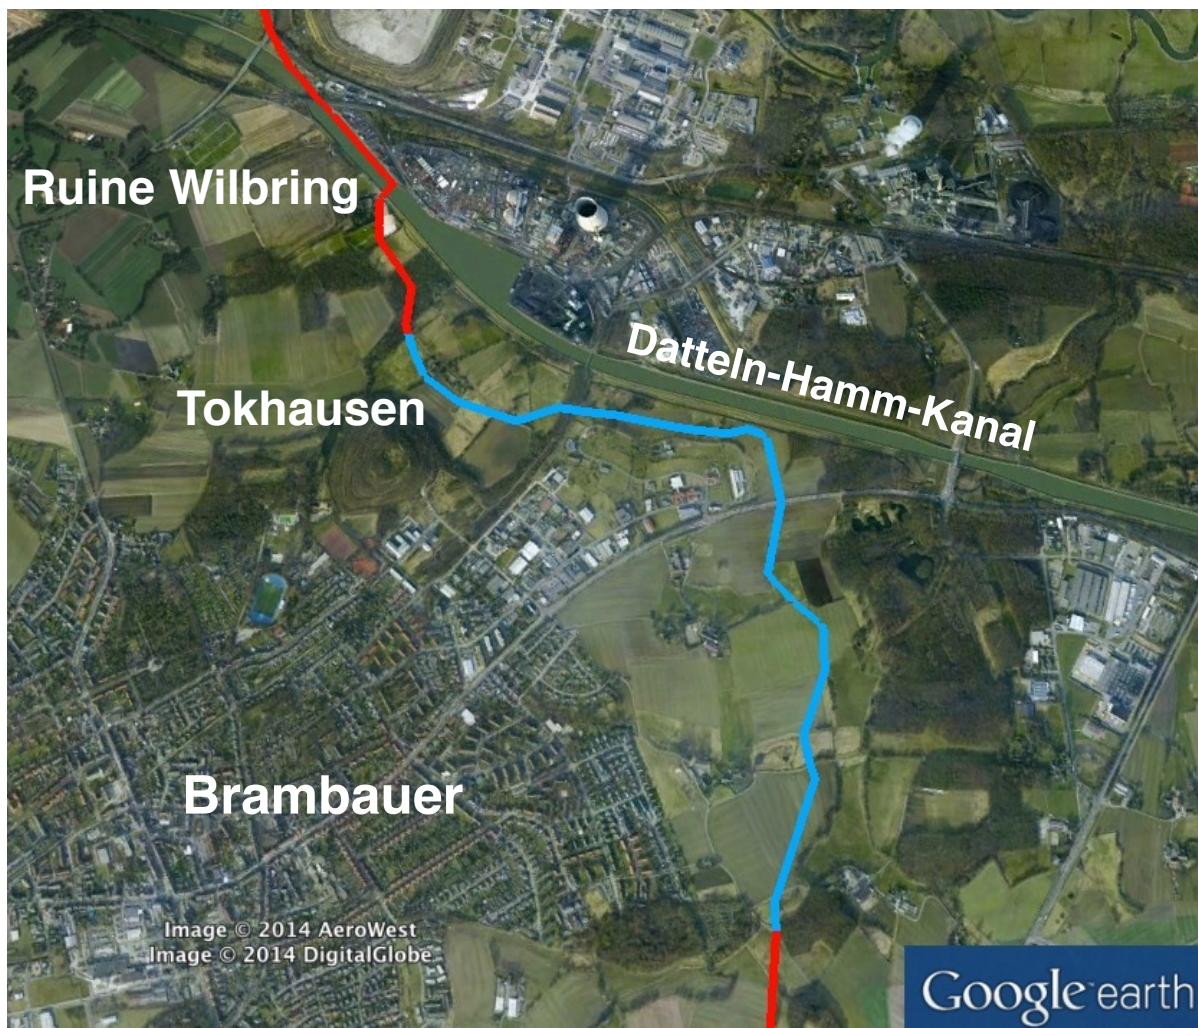 Ruine Wilbring
Datteln-Hamm-Kanal
Tokhausen
Brambauer
Image © 2014 AeroWest
Image © 2014 DigitalGlobe
Google earth